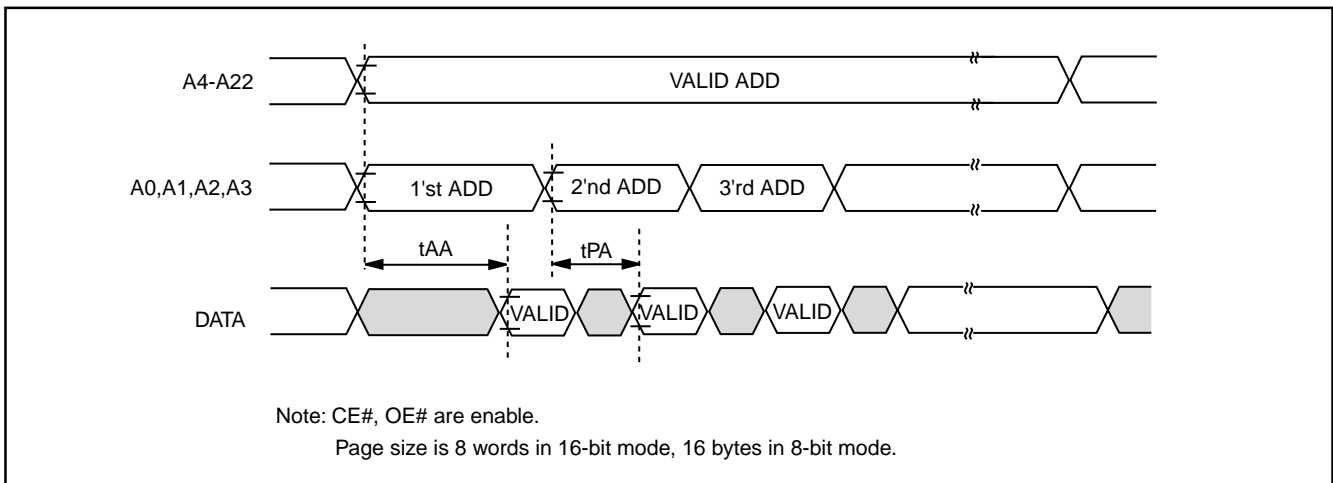 A4-A22
VALID ADD
A0,A1,A2,A3
1'st ADD
2'nd ADD
3'rd ADD
tAA
tPA
DATA
VALID
VALID
VALID
Note: CE#, OE# are enable.
Page size is 8 words in 16-bit mode, 16 bytes in 8-bit mode.